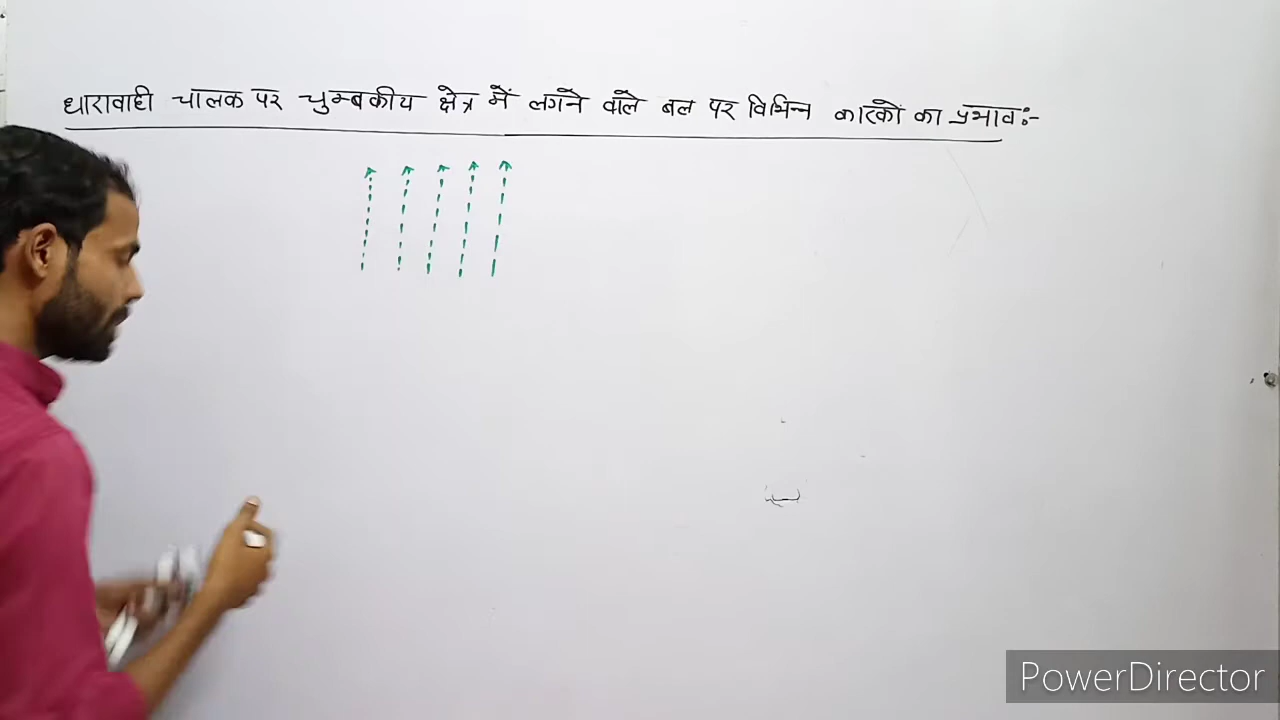 धारावाही चालक पर चुम्बकीय क्षेत्र में लगने वाले बल पर विभिन्न कारकों का प्रभाव :-
PowerDirector